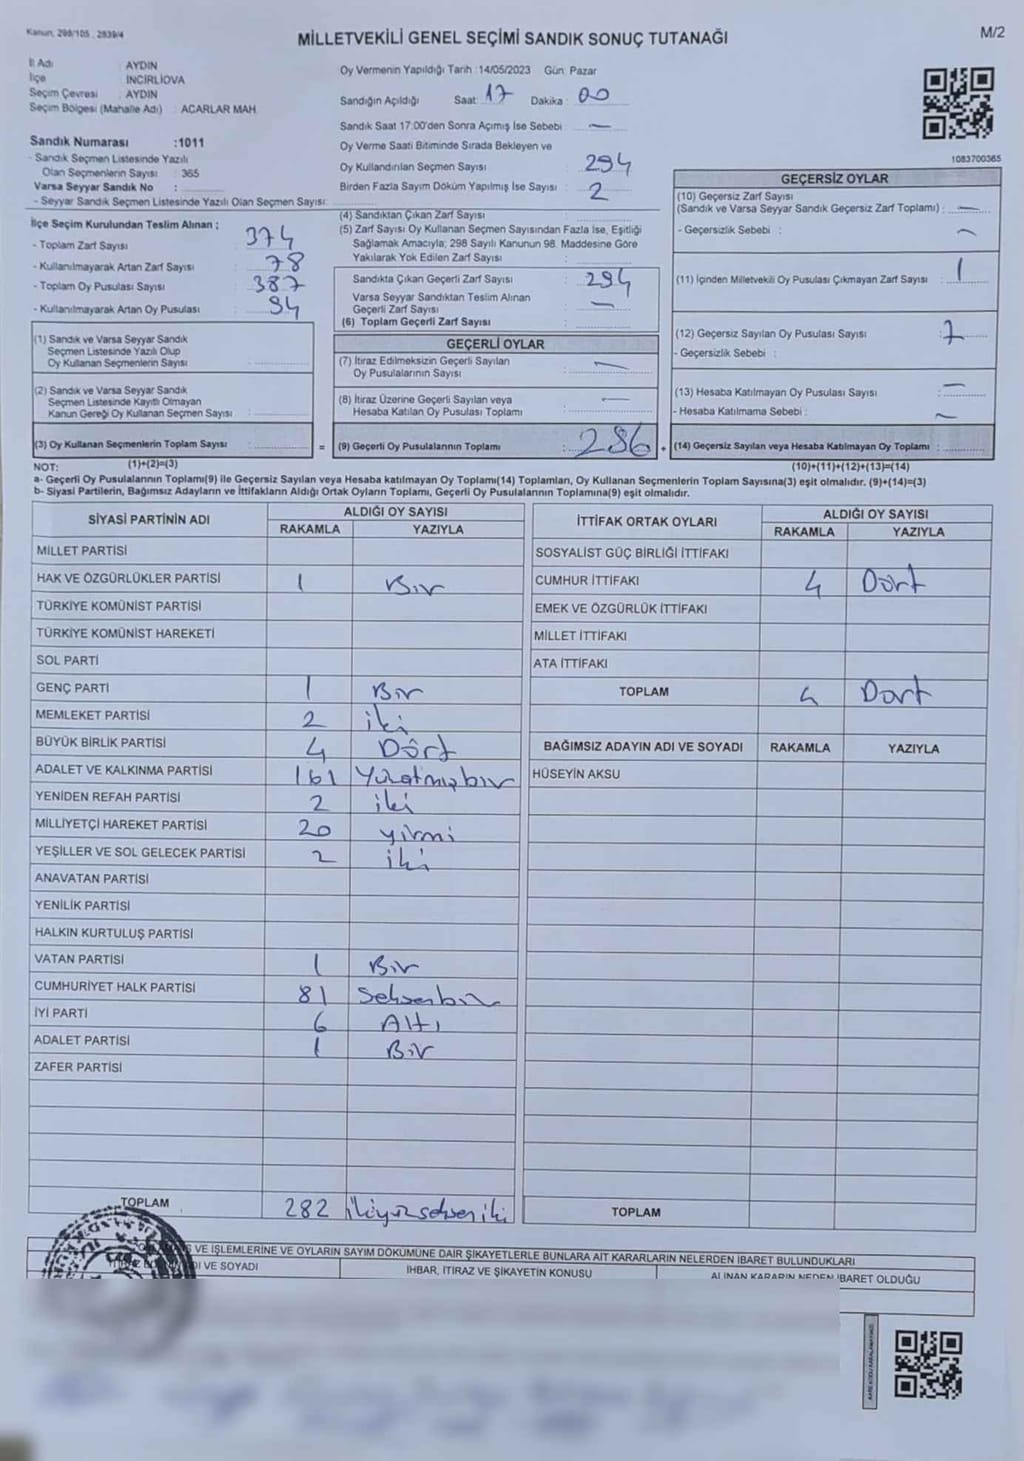 Kanun, 298/105, 2839/4
MİLLETVEKİLİ GENEL SEÇİMİ SANDIK SONUÇ TUTANAĞI
M/2
İl Adı : AYDIN
İlçe : İNCİRLİOVA
Seçim Çevresi : AYDIN
Seçim Bölgesi (Mahalle Adı) : ACARLAR MAH.
Sandık Numarası :1011
- Sandık Seçmen Listesinde Yazılı
Olan Seçmenlerin Sayısı : 365
Varsa Seyyar Sandık No :
- Seyyar Sandık Seçmen Listesinde Yazılı Olan Seçmen Sayısı:
Oy Vermenin Yapıldığı Tarih :14/05/2023 Gün: Pazar
Sandığın Açıldığı Saat: 17 Dakika : 00
Sandık Saat 17:00'den Sonra Açımış İse Sebebi : —
Oy Verme Saati Bitiminde Sırada Bekleyen ve
Oy Kullandırılan Seçmen Sayısı : 294
Birden Fazla Sayım Döküm Yapılmış İse Sayısı : 2
1083700365
İlçe Seçim Kurulundan Teslim Alınan :
- Toplam Zarf Sayısı : 374
- Kullanılmayarak Artan Zarf Sayısı : 78
- Toplam Oy Pusulası Sayısı : 387
- Kullanılmayarak Artan Oy Pusulası : 94
(1) Sandık ve Varsa Seyyar Sandık
Seçmen Listesinde Yazılı Olup
Oy Kullanan Seçmenlerin Sayısı :
(2) Sandık ve Varsa Seyyar Sandık
Seçmen Listesinde Kayıtlı Olmayan
Kanun Gereği Oy Kullanan Seçmen Sayısı :
(3) Oy Kullanan Seçmenlerin Toplam Sayısı :
(4) Sandıktan Çıkan Zarf Sayısı :
(5) Zarf Sayısı Oy Kullanan Seçmen Sayısından Fazla İse, Eşitliği
Sağlamak Amacıyla; 298 Sayılı Kanunun 98. Maddesine Göre
Yakılarak Yok Edilen Zarf Sayısı :
Sandıkta Çıkan Geçerli Zarf Sayısı : 294
Varsa Seyyar Sandıktan Teslim Alınan
Geçerli Zarf Sayısı : —
(6) Toplam Geçerli Zarf Sayısı :
GEÇERLİ OYLAR
(7) İtiraz Edilmeksizin Geçerli Sayılan
Oy Pusulalarının Sayısı : —
(8) İtiraz Üzerine Geçerli Sayılan veya
Hesaba Katılan Oy Pusulası Toplamı : —
= (9) Geçerli Oy Pusulalarının Toplamı : 286 +
GEÇERSİZ OYLAR
(10) Geçersiz Zarf Sayısı
(Sandık ve Varsa Seyyar Sandık Geçersiz Zarf Toplamı) : —
- Geçersizlik Sebebi : —
(11) İçinden Milletvekili Oy Pusulası Çıkmayan Zarf Sayısı : 1
(12) Geçersiz Sayılan Oy Pusulası Sayısı : 7
- Geçersizlik Sebebi :
(13) Hesaba Katılmayan Oy Pusulası Sayısı : —
- Hesaba Katılmama Sebebi : —
(14) Geçersiz Sayılan veya Hesaba Katılmayan Oy Toplamı :
NOT: (1)+(2)=(3)
(10)+(11)+(12)+(13)=(14)
a- Geçerli Oy Pusulalarının Toplamı(9) ile Geçersiz Sayılan veya Hesaba katılmayan Oy Toplamı(14) Toplamları, Oy Kullanan Seçmenlerin Toplam Sayısına(3) eşit olmalıdır. (9)+(14)=(3)
b- Siyasi Partilerin, Bağımsız Adayların ve İttifakların Aldığı Ortak Oyların Toplamı, Geçerli Oy Pusulalarının Toplamına(9) eşit olmalıdır.
SİYASİ PARTİNİN ADI
ALDIĞI OY SAYISI
RAKAMLA YAZIYLA
MİLLET PARTİSİ
HAK VE ÖZGÜRLÜKLER PARTİSİ 1 Bir
TÜRKİYE KOMÜNİST PARTİSİ
TÜRKİYE KOMÜNİST HAREKETİ
SOL PARTİ
GENÇ PARTİ 1 Bir
MEMLEKET PARTİSİ 2 iki
BÜYÜK BİRLİK PARTİSİ 4 Dört
ADALET VE KALKINMA PARTİSİ 161 Yüzatmışbir
YENİDEN REFAH PARTİSİ 2 iki
MİLLİYETÇİ HAREKET PARTİSİ 20 yirmi
YEŞİLLER VE SOL GELECEK PARTİSİ 2 iki
ANAVATAN PARTİSİ
YENİLİK PARTİSİ
HALKIN KURTULUŞ PARTİSİ
VATAN PARTİSİ 1 Bir
CUMHURİYET HALK PARTİSİ 81 Seksenbir
İYİ PARTİ 6 Altı
ADALET PARTİSİ 1 Bir
ZAFER PARTİSİ
TOPLAM 282 ikiyüzseksen iki
İTTİFAK ORTAK OYLARI
ALDIĞI OY SAYISI
RAKAMLA YAZIYLA
SOSYALİST GÜÇ BİRLİĞİ İTTİFAKI
CUMHUR İTTİFAKI 4 Dört
EMEK VE ÖZGÜRLÜK İTTİFAKI
MİLLET İTTİFAKI
ATA İTTİFAKI
TOPLAM 4 Dort
BAĞIMSIZ ADAYIN ADI VE SOYADI RAKAMLA YAZIYLA
HÜSEYİN AKSU
TOPLAM
VE İŞLEMLERİNE VE OYLARIN SAYIM DÖKÜMÜNE DAİR ŞİKAYETLERLE BUNLARA AİT KARARLARIN NELERDEN İBARET BULUNDUKLARI
VE SOYADI
İHBAR, İTİRAZ VE ŞİKAYETİN KONUSU
ALINAN KARARIN NEDEN İBARET OLDUĞU